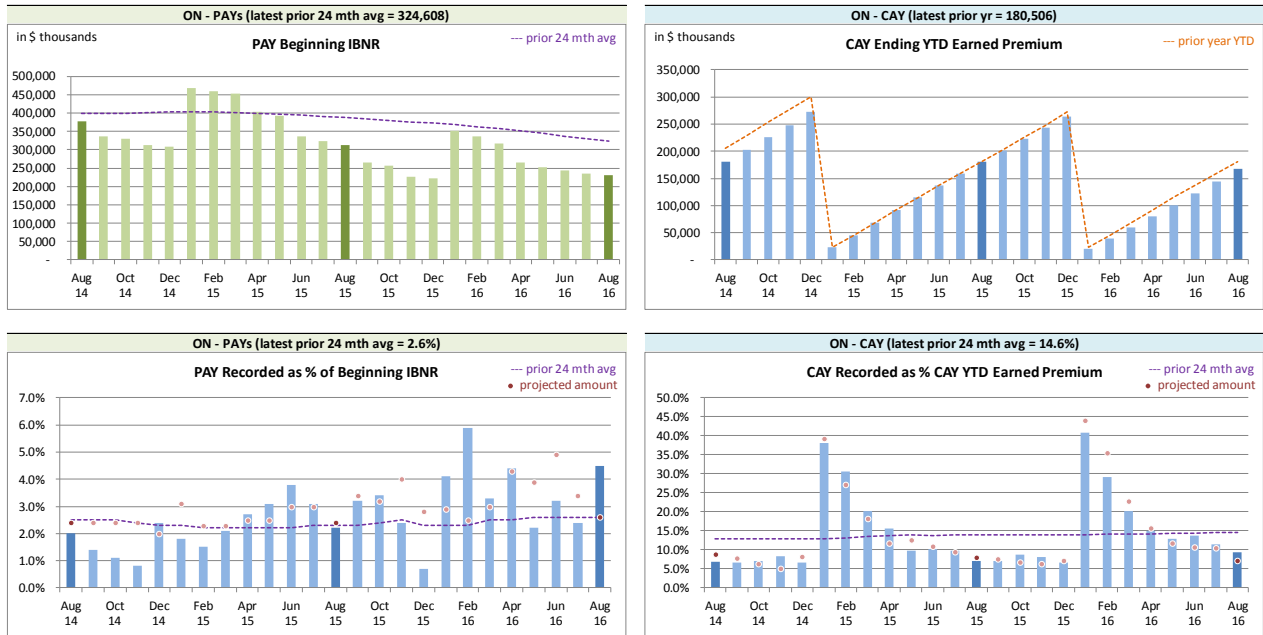 ON - PAYs (latest prior 24 mth avg = 324,608)
in $ thousands
PAY Beginning IBNR
--- prior 24 mth avg
500,000
450,000
400,000
350,000
300,000
250,000
200,000
150,000
100,000
50,000
-
Aug 14
Oct 14
Dec 14
Feb 15
Apr 15
Jun 15
Aug 15
Oct 15
Dec 15
Feb 16
Apr 16
Jun 16
Aug 16
ON - CAY (latest prior yr = 180,506)
in $ thousands
CAY Ending YTD Earned Premium
--- prior year YTD
350,000
300,000
250,000
200,000
150,000
100,000
50,000
-
Aug 14
Oct 14
Dec 14
Feb 15
Apr 15
Jun 15
Aug 15
Oct 15
Dec 15
Feb 16
Apr 16
Jun 16
Aug 16
ON - PAYs (latest prior 24 mth avg = 2.6%)
PAY Recorded as % of Beginning IBNR
--- prior 24 mth avg
● projected amount
7.0%
6.0%
5.0%
4.0%
3.0%
2.0%
1.0%
0.0%
Aug 14
Oct 14
Dec 14
Feb 15
Apr 15
Jun 15
Aug 15
Oct 15
Dec 15
Feb 16
Apr 16
Jun 16
Aug 16
ON - CAY (latest prior 24 mth avg = 14.6%)
CAY Recorded as % CAY YTD Earned Premium
--- prior 24 mth avg
● projected amount
50.0%
45.0%
40.0%
35.0%
30.0%
25.0%
20.0%
15.0%
10.0%
5.0%
0.0%
Aug 14
Oct 14
Dec 14
Feb 15
Apr 15
Jun 15
Aug 15
Oct 15
Dec 15
Feb 16
Apr 16
Jun 16
Aug 16